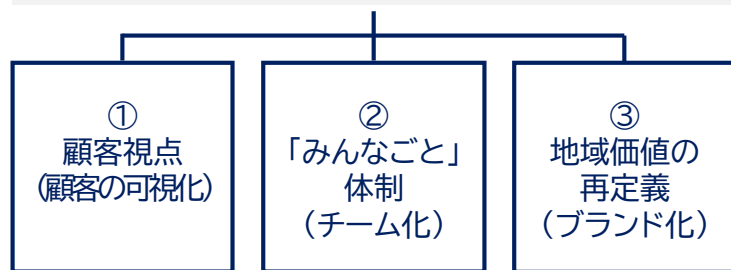 ①
顧客視点
(顧客の可視化)
②
「みんなごと」
体制
(チーム化)
③
地域価値の
再定義
(ブランド化)